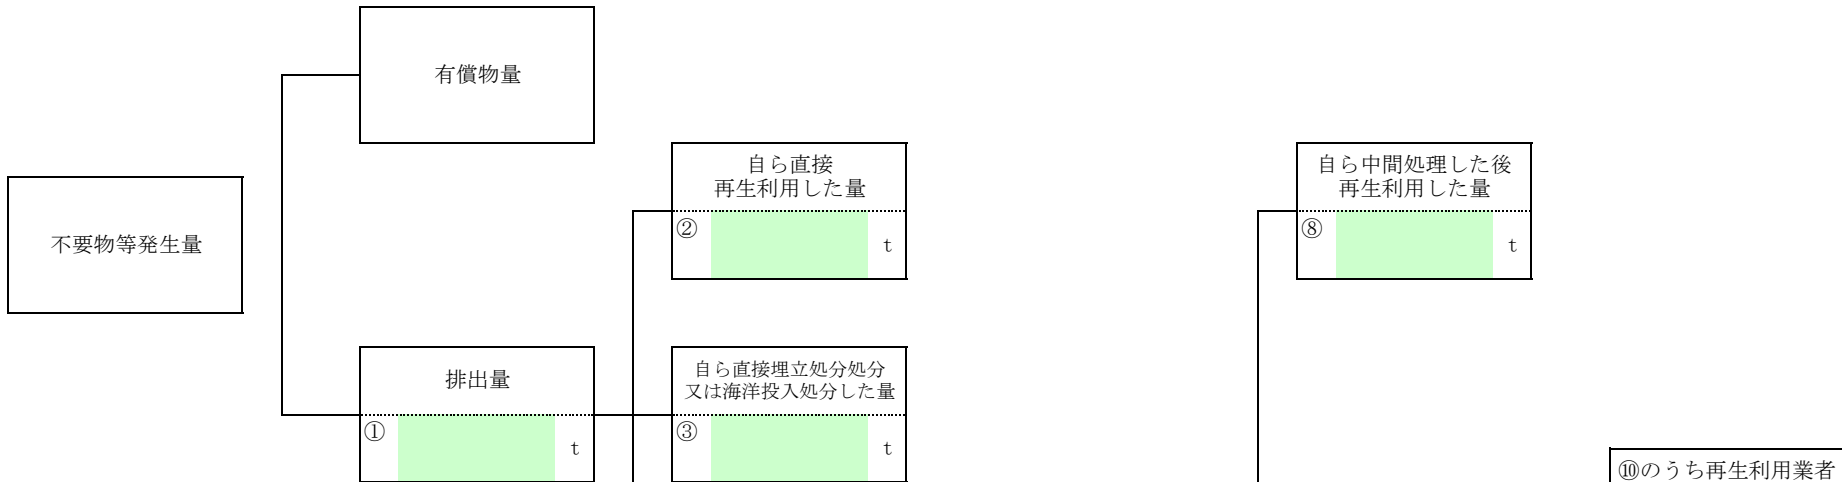 有償物量
自ら直接
再生利用した量
② t
自ら中間処理した後
再生利用した量
⑧ t
不要物等発生量
排出量
① t
自ら直接埋立処分処分
又は海洋投入処分した量
③ t
⑩のうち再生利用業者